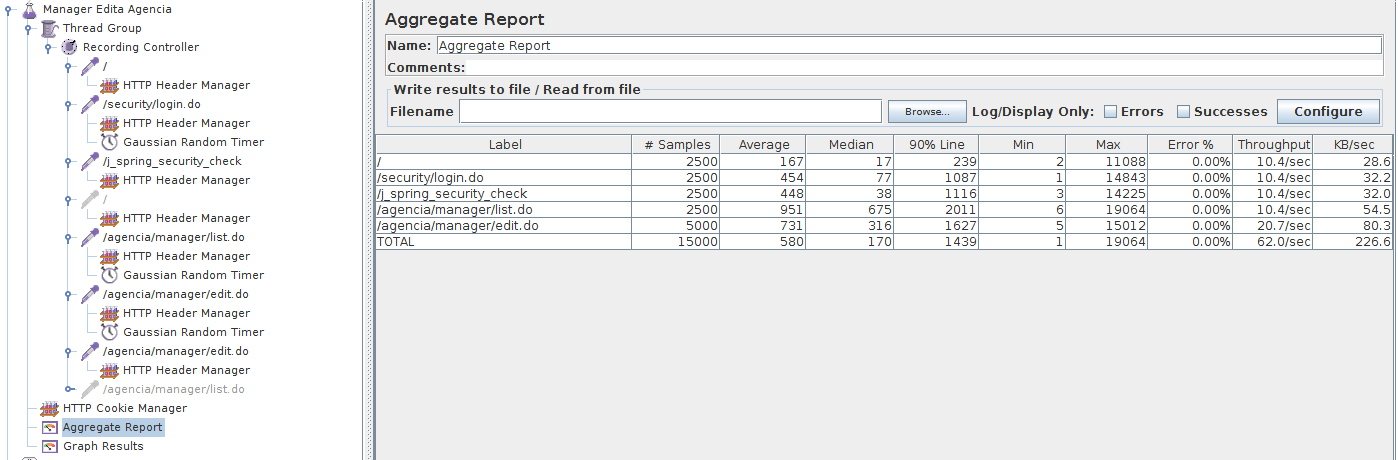 Manager Edita Agencia
Thread Group
Recording Controller
/
HTTP Header Manager
/security/login.do
HTTP Header Manager
Gaussian Random Timer
/j_spring_security_check
HTTP Header Manager
/
HTTP Header Manager
/agencia/manager/list.do
HTTP Header Manager
Gaussian Random Timer
/agencia/manager/edit.do
HTTP Header Manager
Gaussian Random Timer
/agencia/manager/edit.do
HTTP Header Manager
/agencia/manager/list.do
HTTP Cookie Manager
Aggregate Report
Graph Results
Aggregate Report
Name: Aggregate Report
Comments:
Write results to file / Read from file
Filename Browse... Log/Display Only: Errors Successes Configure
Label # Samples Average Median 90% Line Min Max Error % Throughput KB/sec
/ 2500 167 17 239 2 11088 0.00% 10.4/sec 28.6
/security/login.do 2500 454 77 1087 1 14843 0.00% 10.4/sec 32.2
/j_spring_security_check 2500 448 38 1116 3 14225 0.00% 10.4/sec 32.0
/agencia/manager/list.do 2500 951 675 2011 6 19064 0.00% 10.4/sec 54.5
/agencia/manager/edit.do 5000 731 316 1627 5 15012 0.00% 20.7/sec 80.3
TOTAL 15000 580 170 1439 1 19064 0.00% 62.0/sec 226.6